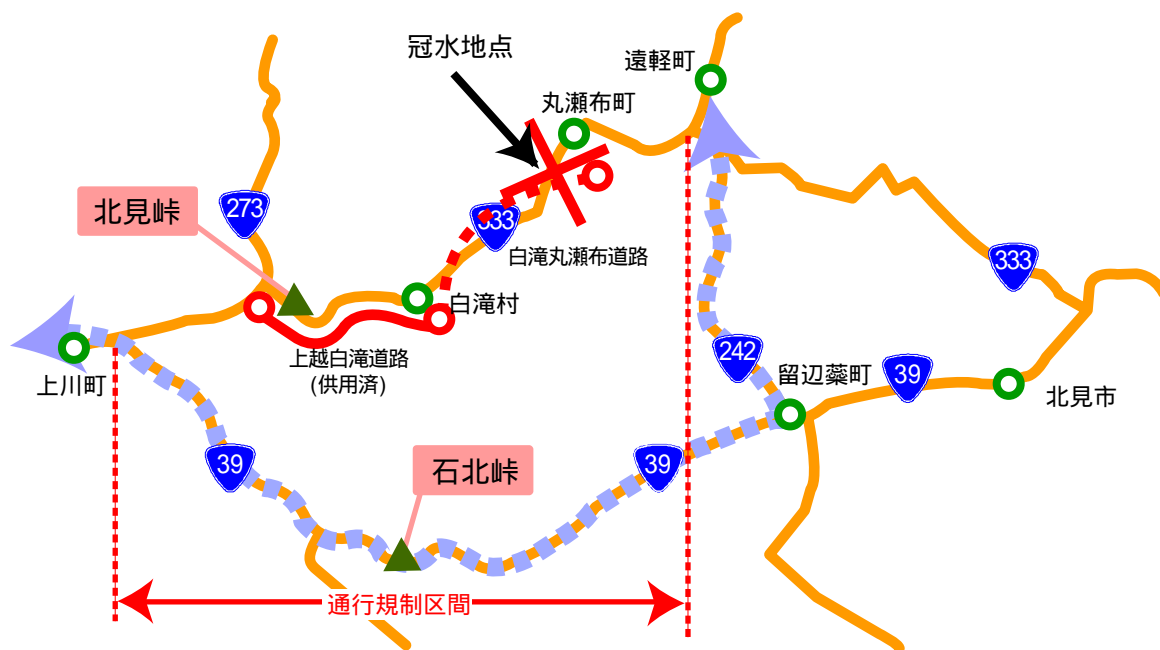 冠水地点
遠軽町
丸瀬布町
北見峠
273
333
白滝丸瀬布道路
333
白滝村
上越白滝道路
(供用済)
上川町
242
留辺蘂町
39
北見市
39
石北峠
39
通行規制区間